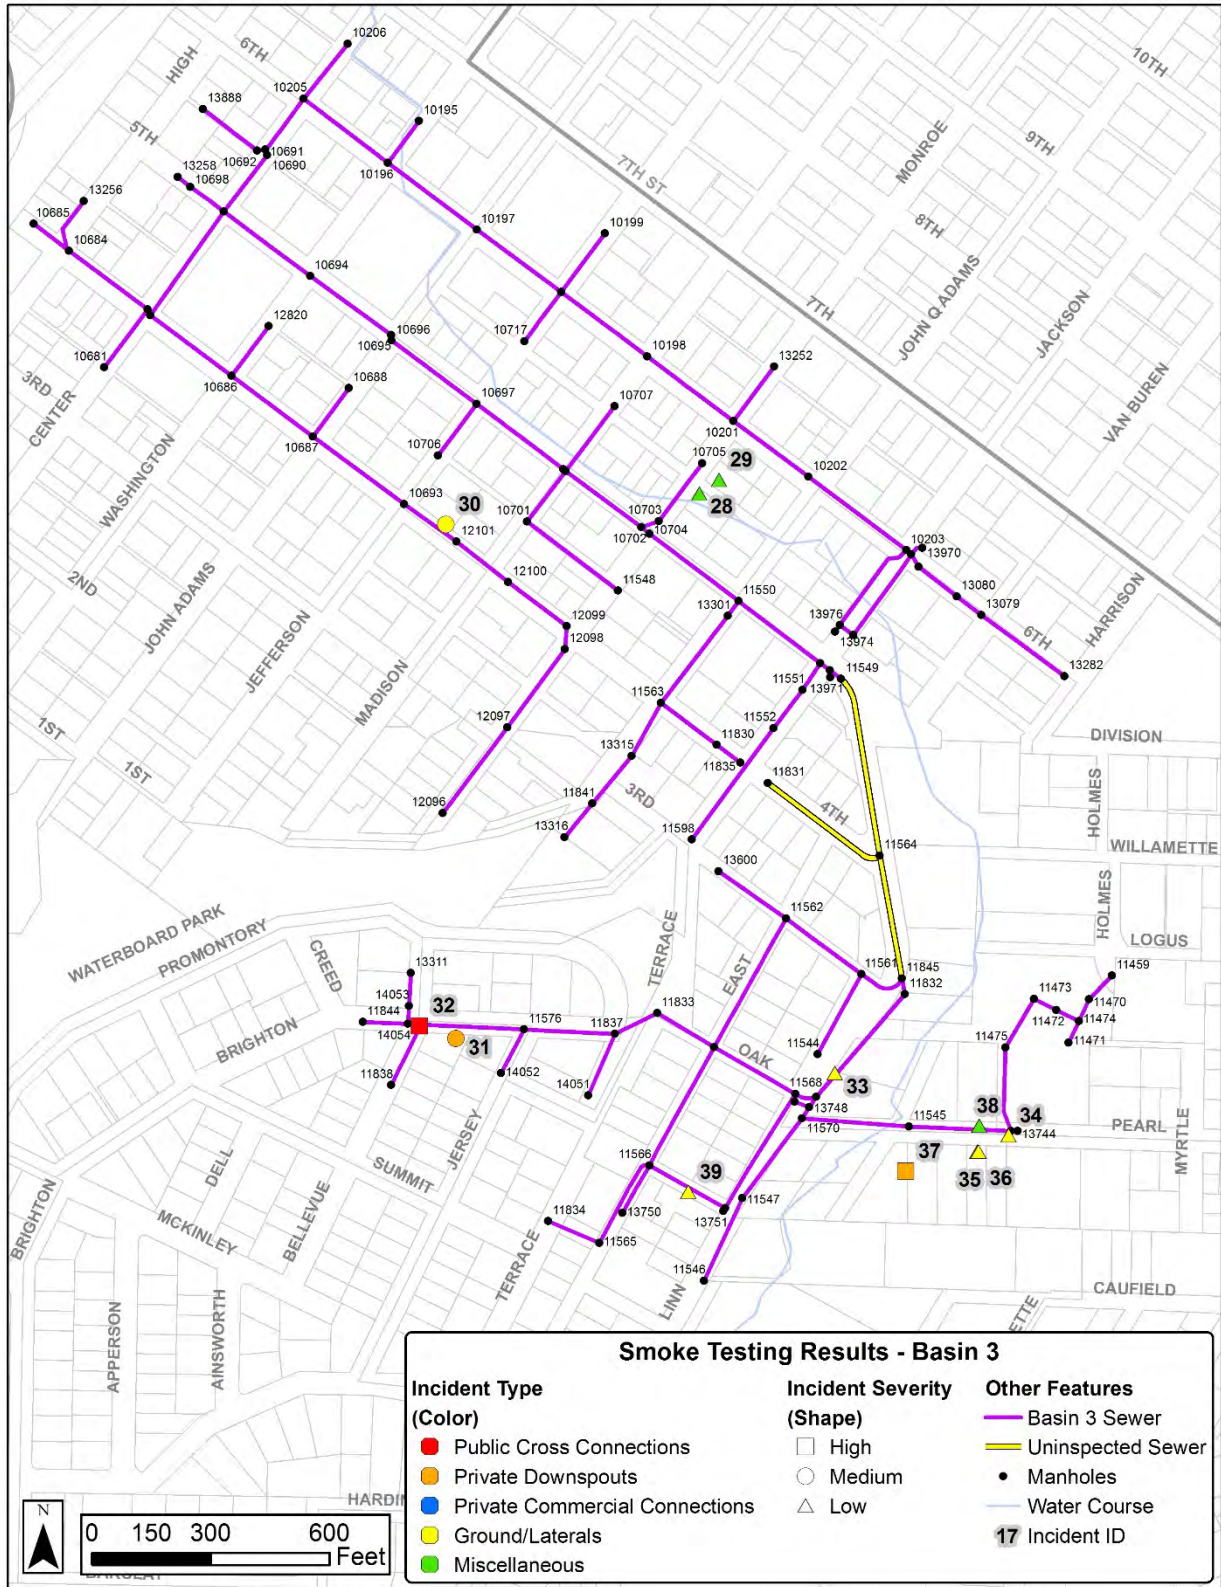 10206
6TH
HIGH
10TH
10205
13888
10195
5TH
9TH
MONROE
10691
10692
10690
7TH ST
13258
10698
10196
13256
8TH
10685
10197
10199
10684
JOHN Q ADAMS
JACKSON
10694
7TH
12820
10717
10696
10695
10198
VAN BUREN
10681
3RD
10686
10688
13252
CENTER
10697
10707
10201
WASHINGTON
10687
10706
10705
29
10202
10693
30
28
12101
10701
10703
10702
10704
10203
13970
2ND
12100
11548
13080
HARRISON
JOHN ADAMS
11550
13079
13301
12099
13976
6TH
JEFFERSON
12098
13974
13282
MADISON
11551
11549
13971
11563
1ST
12097
11552
11830
DIVISION
13315
11835
1ST
11831
HOLMES
3RD
4TH
12096
11841
13316
11598
11564
WILLAMETTE
13600
11562
WATERBOARD PARK
PROMONTORY
TERRACE
HOLMES
LOGUS
CREED
EAST
11561
11845
13311
11832
11459
14053
32
11833
11473
11470
11844
11576
11837
11472
11474
14054
BRIGHTON
31
OAK
11475
11471
11544
11838
14052
14051
11568
33
13748
38
34
11570
11545
PEARL
13744
MYRTLE
JERSEY
DELL
SUMMIT
11566
37
39
35
36
11547
BRIGHTON
MCKINLEY
BELLEVUE
11834
13750
13751
11565
TERRACE
11546
LINN
CAUFIELD
ETTE
APPERSON
AINSWORTH
Smoke Testing Results - Basin 3
Incident Type
(Color)
Public Cross Connections
Private Downspouts
Private Commercial Connections
Ground/Laterals
Miscellaneous
Incident Severity
(Shape)
High
Medium
Low
Other Features
Basin 3 Sewer
Uninspected Sewer
Manholes
Water Course
17 Incident ID
HARDIN
N
0 150 300 600
Feet